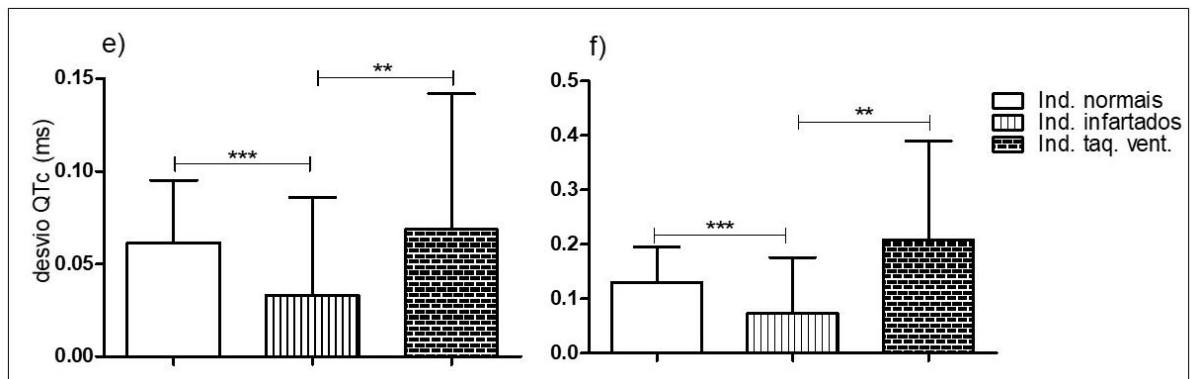 e)
desvio QTc (ms)
0.15
0.10
0.05
0.00
***
**
f)
0.5
0.4
0.3
0.2
0.1
0.0
***
**
Ind. normais
Ind. infartados
Ind. taq. vent.